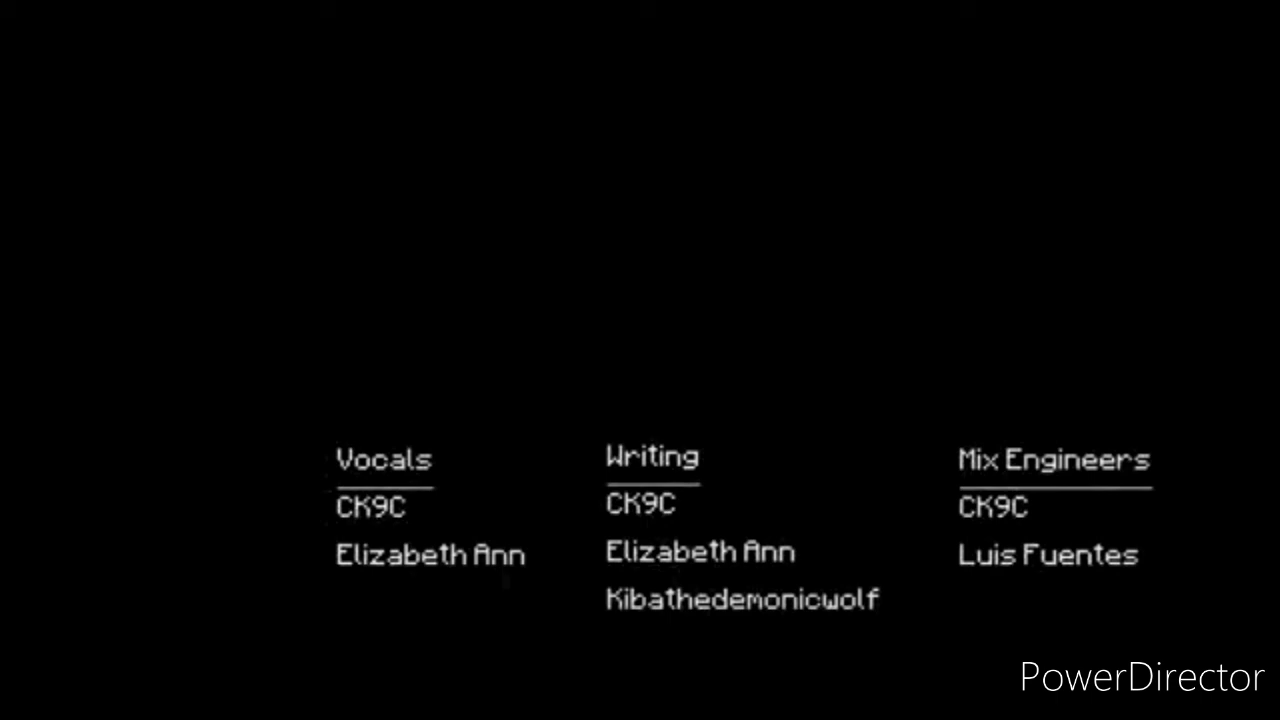 Vocals
CK9C
Elizabeth Ann
Writing
CK9C
Elizabeth Ann
Kibathedemonicwolf
Mix Engineers
CK9C
Luis Fuentes
PowerDirector